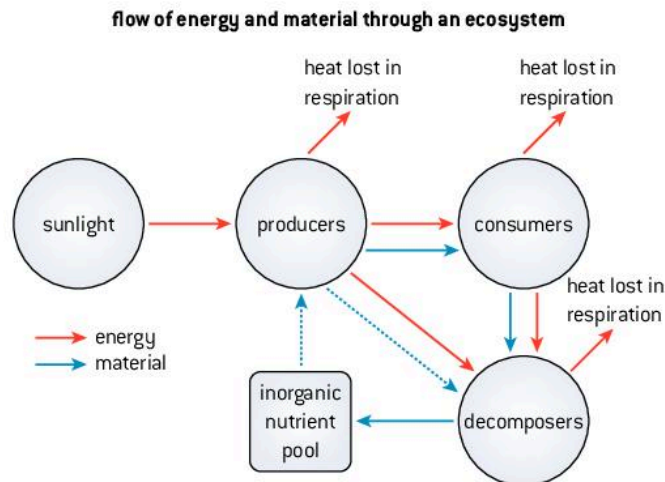 flow of energy and material through an ecosystem
heat lost in
respiration
heat lost in
respiration
sunlight
producers
consumers
heat lost in
respiration
energy
material
inorganic
nutrient
pool
decomposers